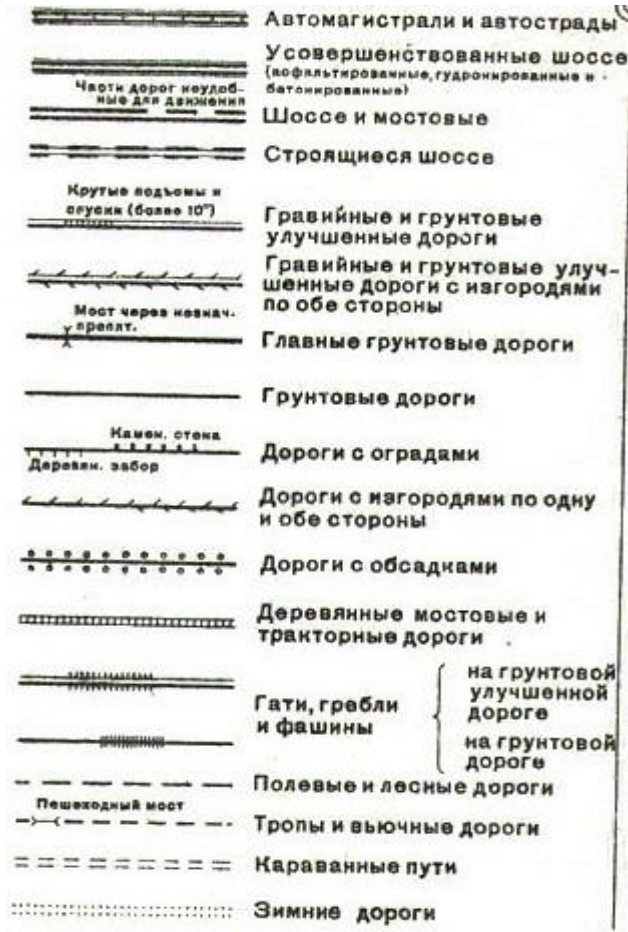 Автомагистрали и автострады
Усовершенствованные шоссе
(асфальтированные, гудронированные и
бетонированные)
Части дорог неудоб-
ные для движения
Шоссе и мостовые
Строящиеся шоссе
Крутые подъемы и
спуски (более 10°)
Гравийные и грунтовые
улучшенные дороги
Гравийные и грунтовые улуч-
шенные дороги с изгородями
по обе стороны
Мост через незнач.
препят.
Главные грунтовые дороги
Грунтовые дороги
Камен. стена
Деревян. забор
Дороги с оградами
Дороги с изгородями по одну
и обе стороны
Дороги с обсадками
Деревянные мостовые и
тракторные дороги
Гати, гребли
и фашины
на грунтовой
улучшенной
дороге
на грунтовой
дороге
Полевые и лесные дороги
Пешеходный мост
Тропы и вьючные дороги
Караванные пути
Зимние дороги